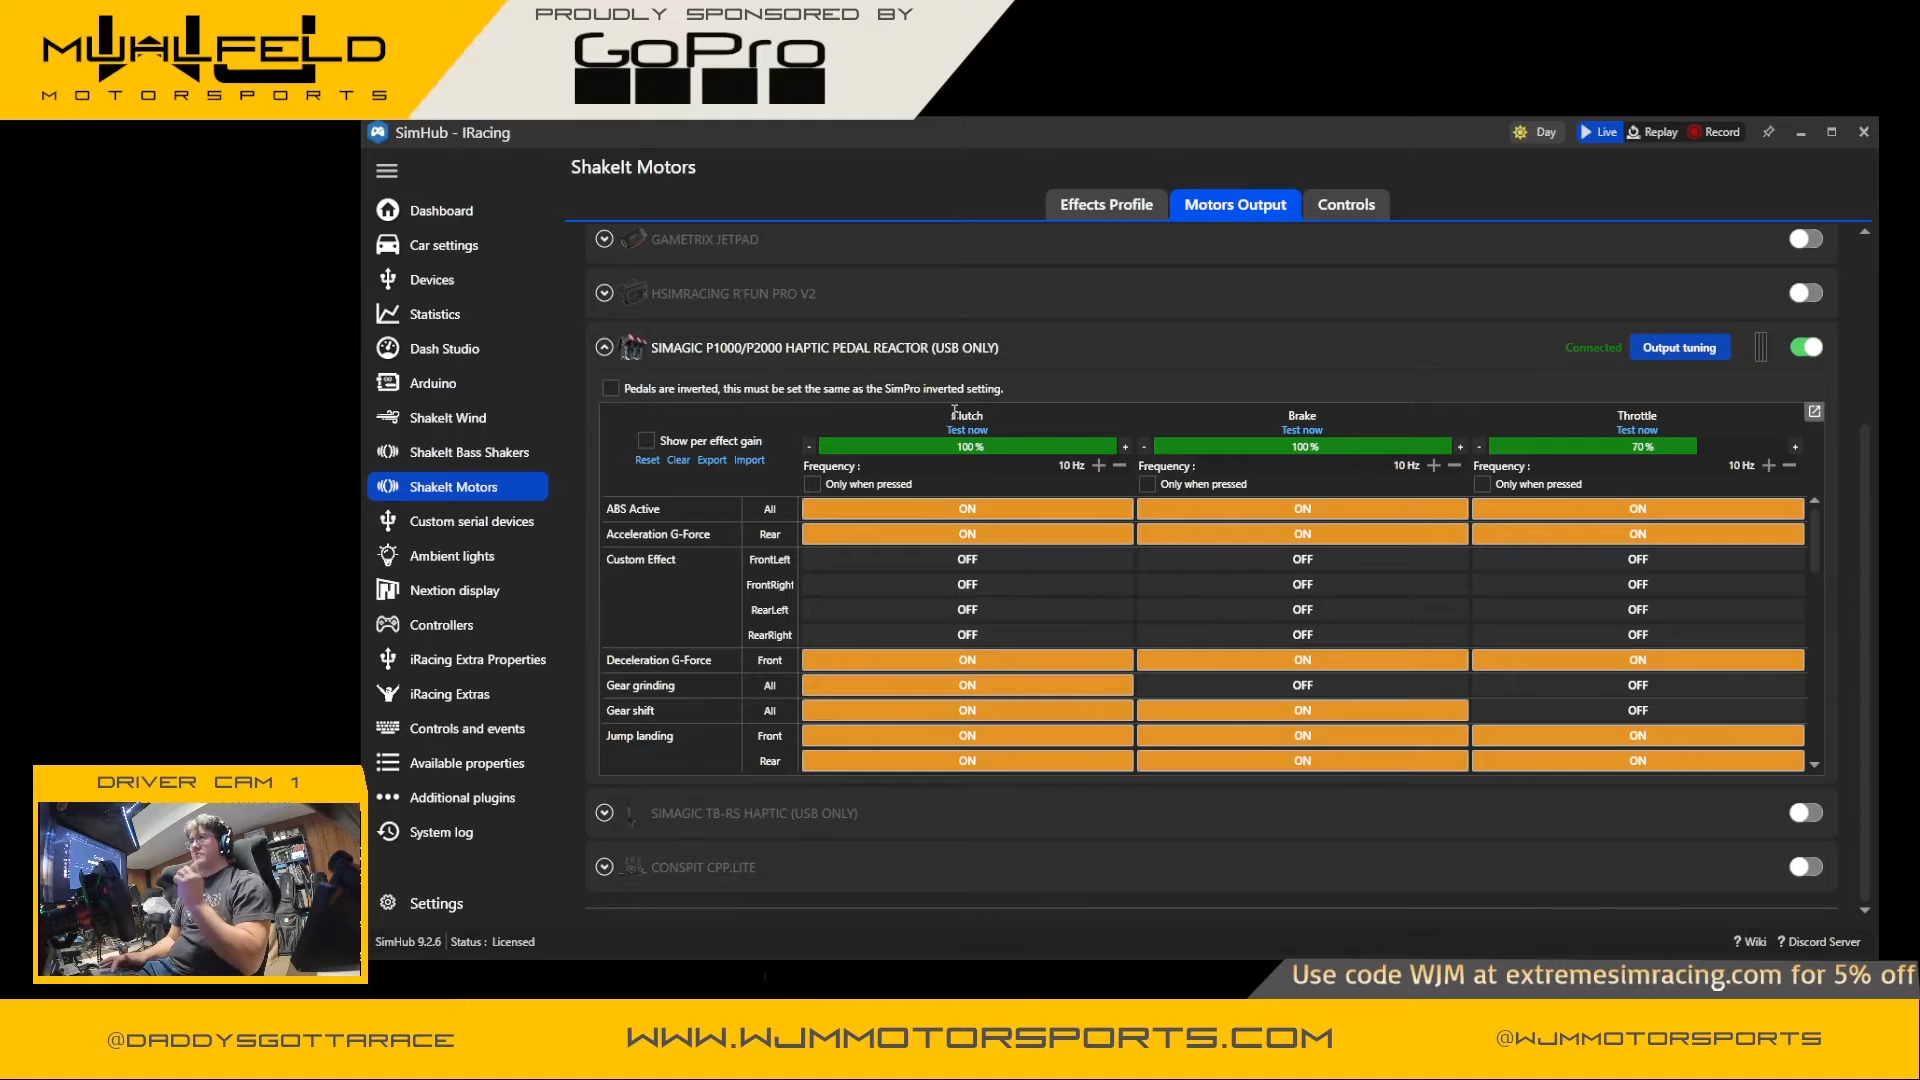 MUHLFELD
MOTORSPORTS
PROUDLY SPONSORED BY
GoPro
SimHub - IRacing
Day
Live
Replay
Record
ShakeIt Motors
Effects Profile
Motors Output
Controls
Dashboard
Car settings
Devices
Statistics
Dash Studio
Arduino
ShakeIt Wind
ShakeIt Bass Shakers
ShakeIt Motors
Custom serial devices
Ambient lights
Nextion display
Controllers
iRacing Extra Properties
iRacing Extras
Controls and events
Available properties
Additional plugins
System log
Settings
SimHub 9.2.6 | Status : Licensed
GAMETRIX JETPAD
HSIMRACING R'FUN PRO V2
SIMAGIC P1000/P2000 HAPTIC PEDAL REACTOR (USB ONLY)
Connected
Output tuning
Pedals are inverted, this must be set the same as the SimPro inverted setting.
Show per effect gain
Reset Clear Export Import
Clutch Brake Throttle
Test now Test now Test now
- 100 % + - 100 % + - 70 % +
Frequency : 10 Hz + − Frequency : 10 Hz + − Frequency : 10 Hz + −
Only when pressed Only when pressed Only when pressed
ABS Active All ON ON ON
Acceleration G-Force Rear ON ON ON
Custom Effect FrontLeft OFF OFF OFF
FrontRight OFF OFF OFF
RearLeft OFF OFF OFF
RearRight OFF OFF OFF
Deceleration G-Force Front ON ON ON
Gear grinding All ON OFF OFF
Gear shift All ON ON OFF
Jump landing Front ON ON ON
Rear ON ON ON
SIMAGIC TB-RS HAPTIC (USB ONLY)
CONSPIT CPP.LITE
? Wiki ? Discord Server
DRIVER CAM 1
Use code WJM at extremesimracing.com for 5% off
@DADDYSGOTTARACE
WWW.WJMMOTORSPORTS.COM
@WJMMOTORSPORTS